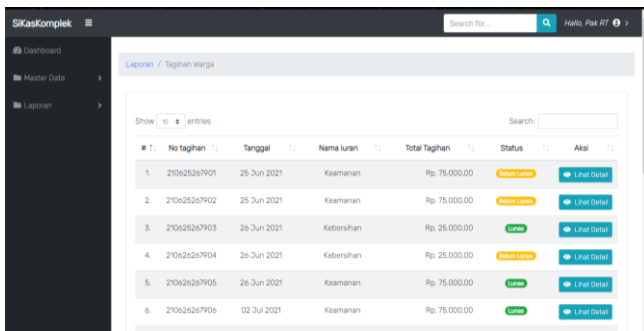 SiKasKomplek
Search for...
Hallo, Pak RT
Dashboard
Master Data
Laporan
Laporan / Tagihan Warga
Show 10 entries
Search:
# No tagihan Tanggal Nama iuran Total Tagihan Status Aksi
1. 210625267901 25 Jun 2021 Keamanan Rp. 75.000,00 Belum Lunas Lihat Detail
2. 210625267902 25 Jun 2021 Keamanan Rp. 75.000,00 Belum Lunas Lihat Detail
3. 210625267903 26 Jun 2021 Kebersihan Rp. 25.000,00 Lunas Lihat Detail
4. 210626267904 26 Jun 2021 Kebersihan Rp. 25.000,00 Belum Lunas Lihat Detail
5. 210626267905 26 Jun 2021 Keamanan Rp. 75.000,00 Lunas Lihat Detail
6. 210626267906 02 Jul 2021 Keamanan Rp. 75.000,00 Lunas Lihat Detail